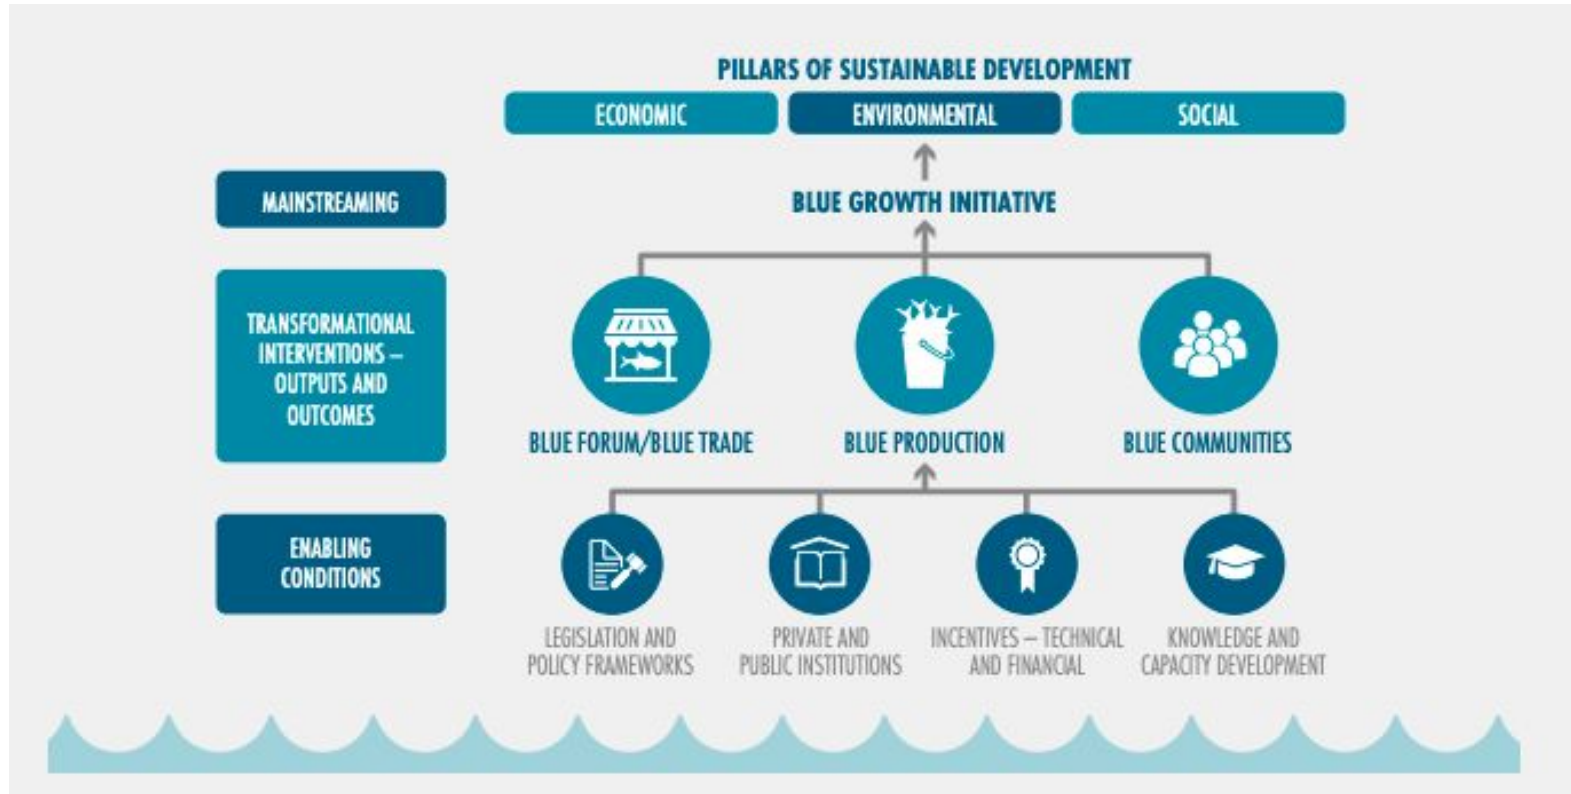 PILLARS OF SUSTAINABLE DEVELOPMENT
ECONOMIC
ENVIRONMENTAL
SOCIAL
MAINSTREAMING
BLUE GROWTH INITIATIVE
TRANSFORMATIONAL
INTERVENTIONS –
OUTPUTS AND
OUTCOMES
BLUE FORUM/BLUE TRADE
BLUE PRODUCTION
BLUE COMMUNITIES
ENABLING
CONDITIONS
LEGISLATION AND
POLICY FRAMEWORKS
PRIVATE AND
PUBLIC INSTITUTIONS
INCENTIVES – TECHNICAL
AND FINANCIAL
KNOWLEDGE AND
CAPACITY DEVELOPMENT